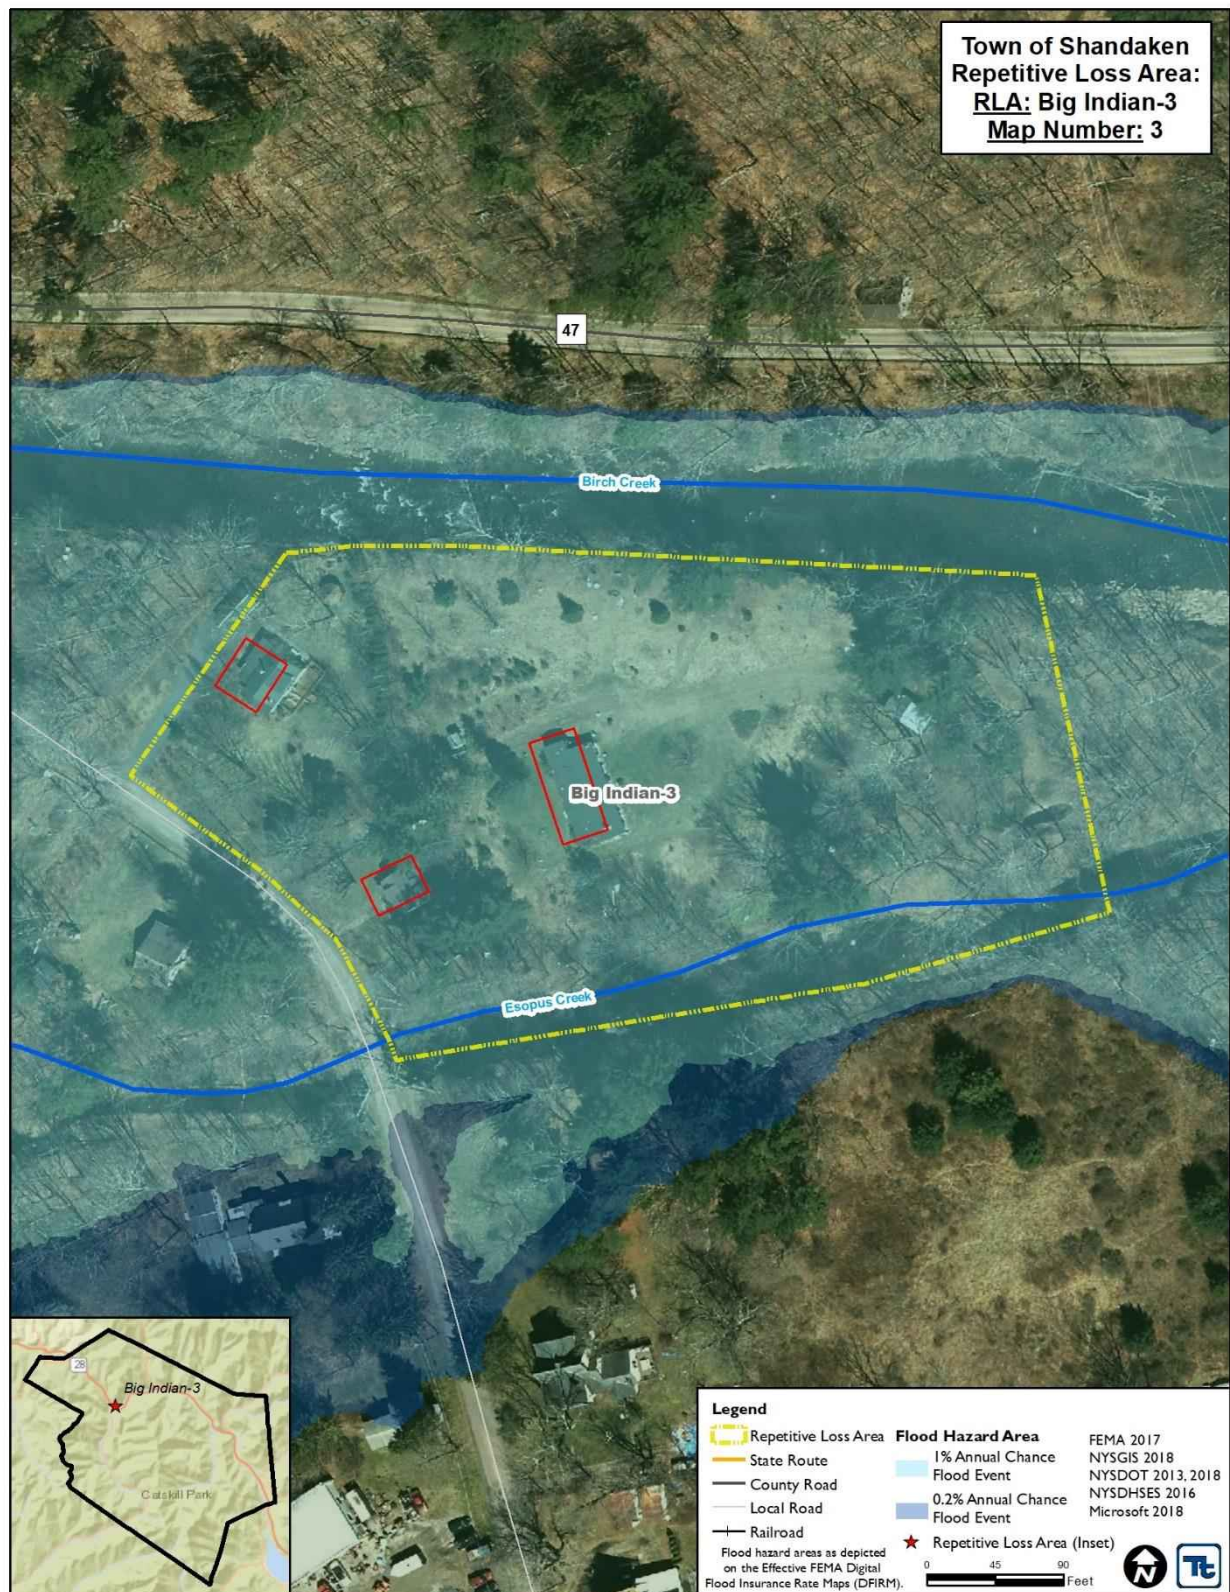 Town of Shandaken
Repetitive Loss Area:
RLA: Big Indian-3
Map Number: 3
47
Birch Creek
Big Indian-3
Esopus Creek
28
Big Indian-3
Catskill Park
Legend
Repetitive Loss Area
State Route
County Road
Local Road
Railroad
Flood hazard areas as depicted
on the Effective FEMA Digital
Flood Insurance Rate Maps (DFIRM).
Flood Hazard Area
1% Annual Chance
Flood Event
0.2% Annual Chance
Flood Event
Repetitive Loss Area (Inset)
0 45 90
Feet
FEMA 2017
NYSGIS 2018
NYSDOT 2013, 2018
NYSDHSES 2016
Microsoft 2018
N
Tt